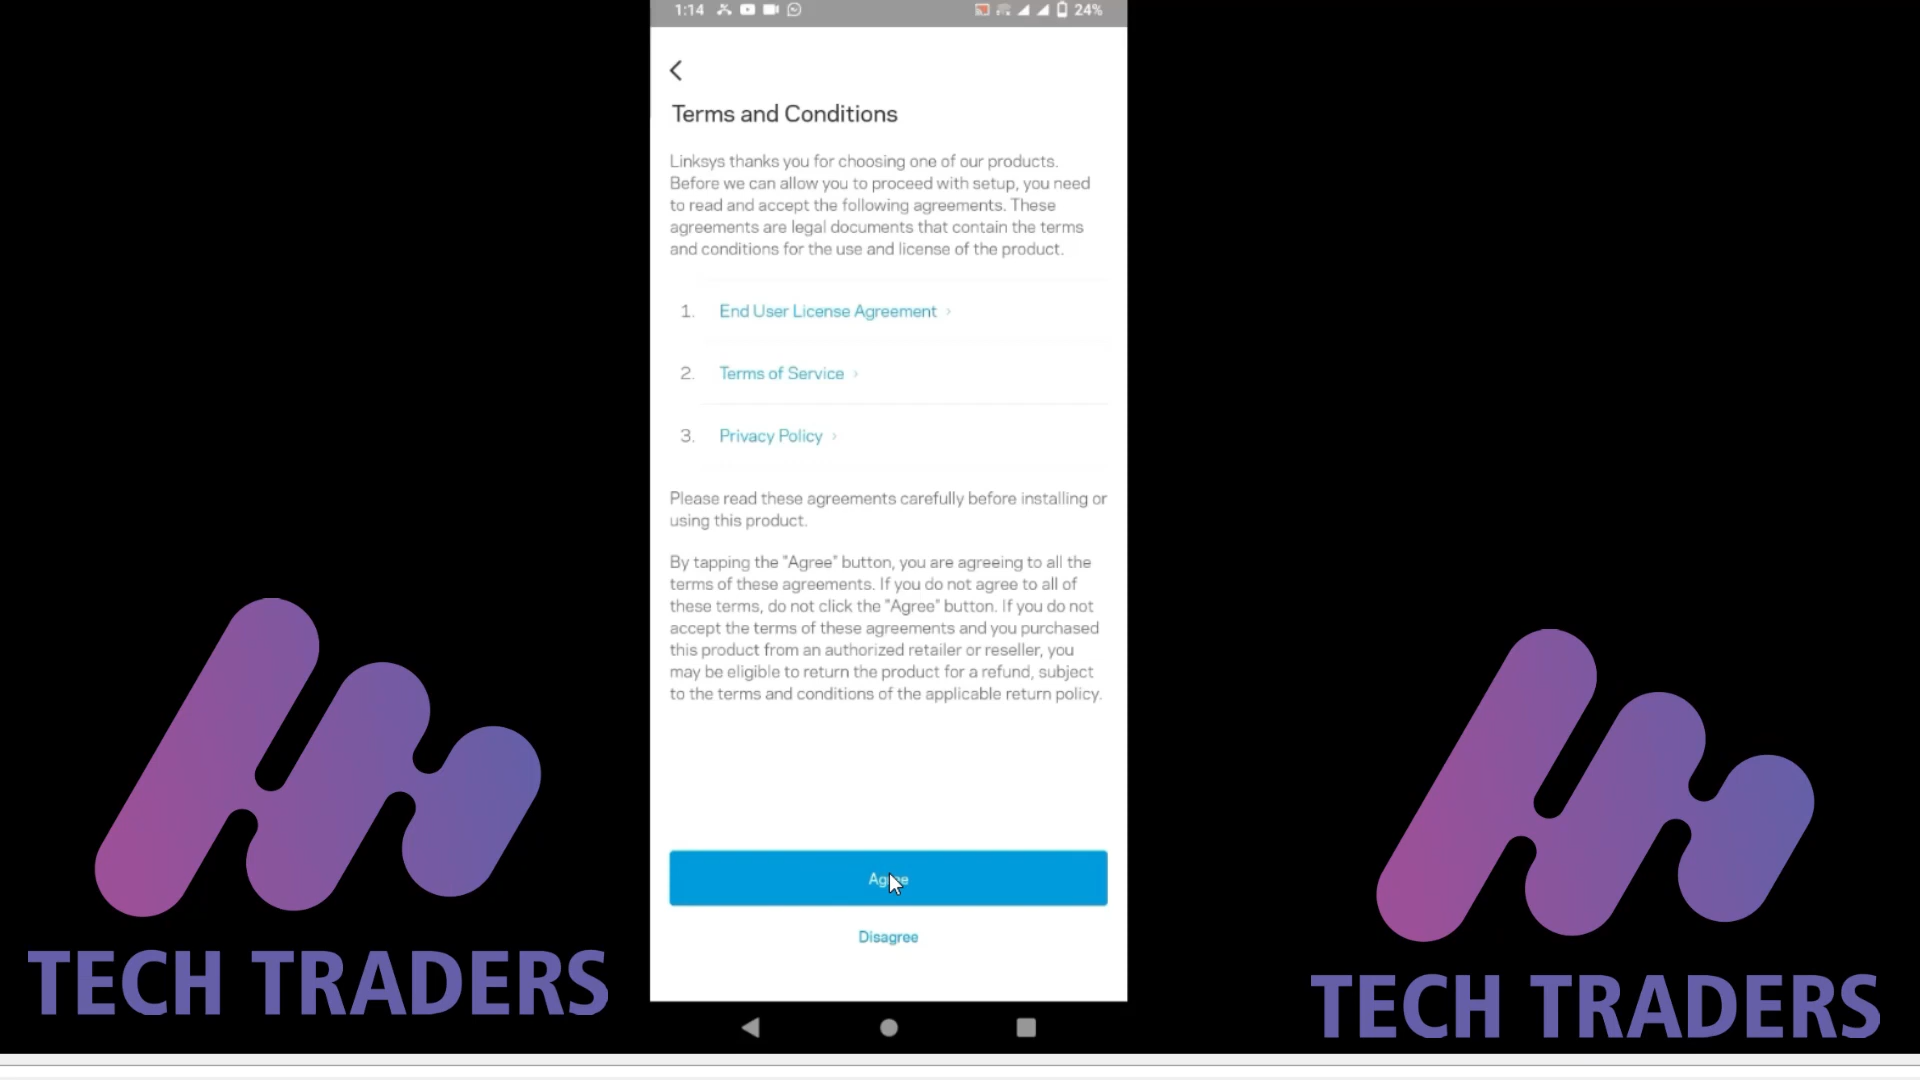 1:14
24%
Terms and Conditions
Linksys thanks you for choosing one of our products.
Before we can allow you to proceed with setup, you need
to read and accept the following agreements. These
agreements are legal documents that contain the terms
and conditions for the use and license of the product.
1. End User License Agreement
2. Terms of Service
3. Privacy Policy
Please read these agreements carefully before installing or
using this product.
By tapping the "Agree" button, you are agreeing to all the
terms of these agreements. If you do not agree to all of
these terms, do not click the "Agree" button. If you do not
accept the terms of these agreements and you purchased
this product from an authorized retailer or reseller, you
may be eligible to return the product for a refund, subject
to the terms and conditions of the applicable return policy.
Agree
Disagree
TECH TRADERS
TECH TRADERS